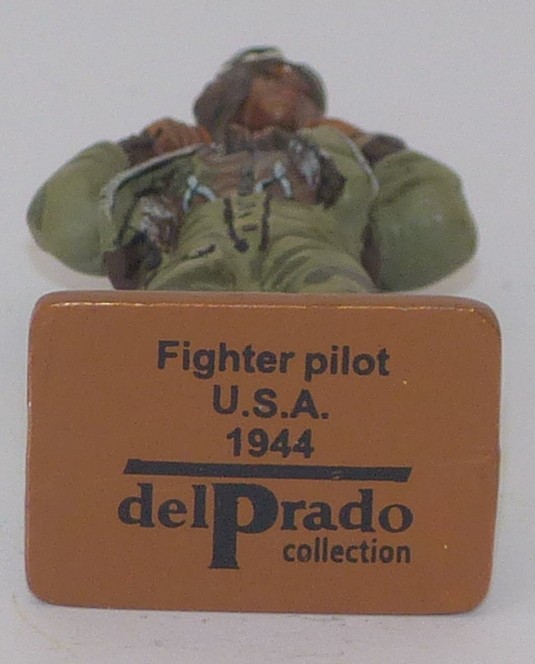 Fighter pilot
U.S.A.
1944
delPrado
collection